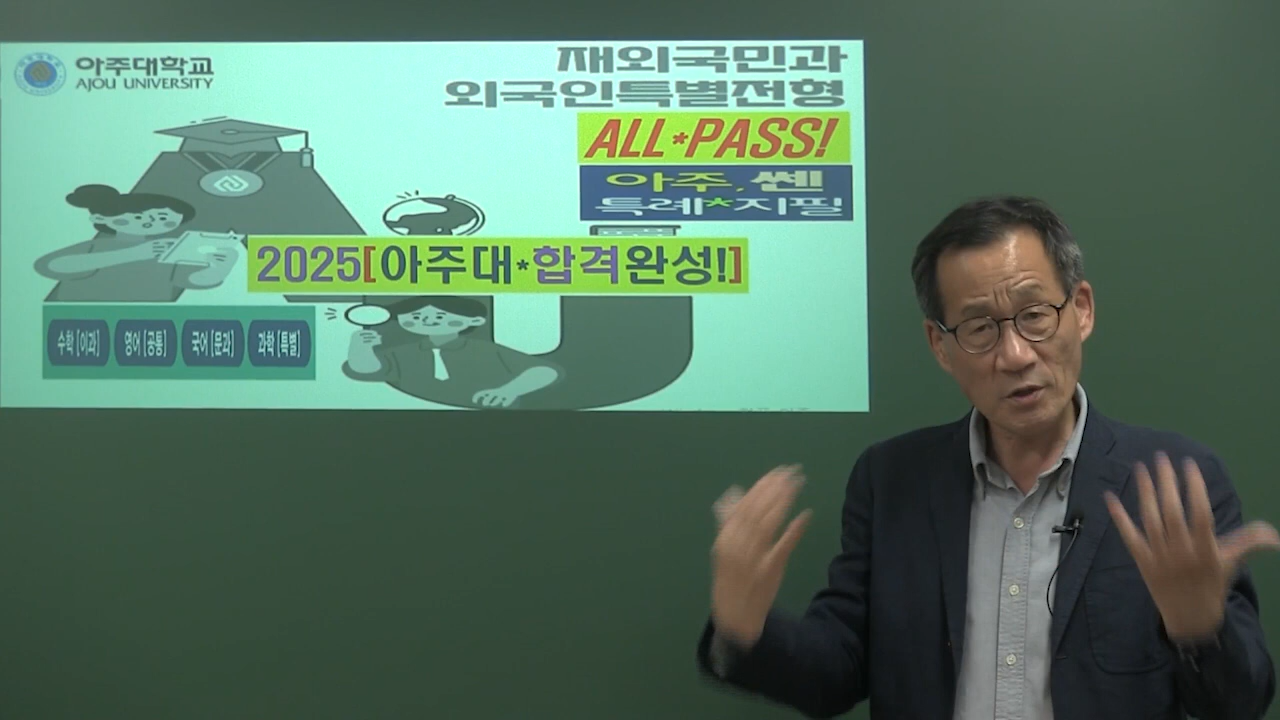 아주대학교
AJOU UNIVERSITY
재외국민과
외국인특별전형
ALL*PASS!
아주, 쎈!
특례*지필
2025[아주대*합격완성!]
수학 [이과]
영어 [공통]
국어 [문과]
과학 [특별]